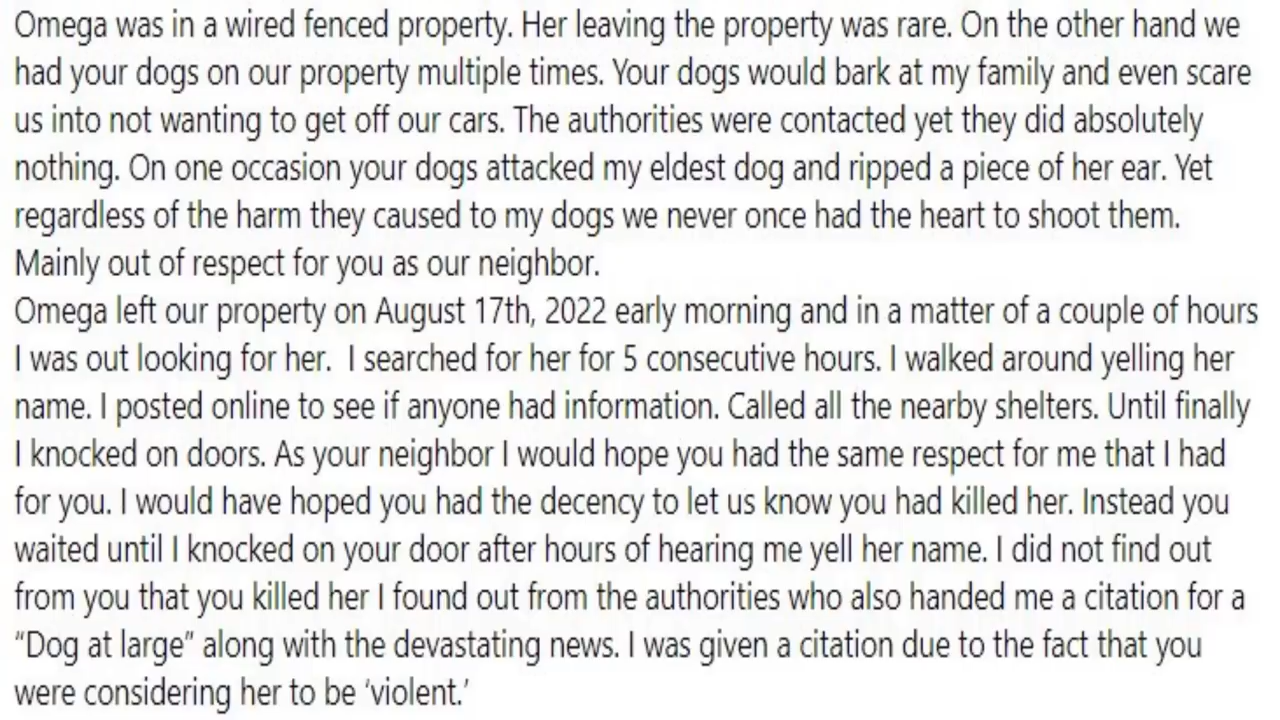 Omega was in a wired fenced property. Her leaving the property was rare. On the other hand we
had your dogs on our property multiple times. Your dogs would bark at my family and even scare
us into not wanting to get off our cars. The authorities were contacted yet they did absolutely
nothing. On one occasion your dogs attacked my eldest dog and ripped a piece of her ear. Yet
regardless of the harm they caused to my dogs we never once had the heart to shoot them.
Mainly out of respect for you as our neighbor.
Omega left our property on August 17th, 2022 early morning and in a matter of a couple of hours
I was out looking for her.  I searched for her for 5 consecutive hours. I walked around yelling her
name. I posted online to see if anyone had information. Called all the nearby shelters. Until finally
I knocked on doors. As your neighbor I would hope you had the same respect for me that I had
for you. I would have hoped you had the decency to let us know you had killed her. Instead you
waited until I knocked on your door after hours of hearing me yell her name. I did not find out
from you that you killed her I found out from the authorities who also handed me a citation for a
“Dog at large” along with the devastating news. I was given a citation due to the fact that you
were considering her to be ‘violent.’